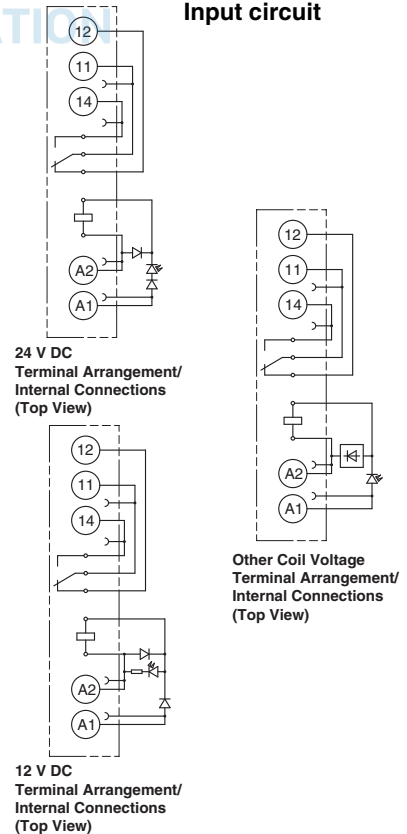 ATION
Input circuit
12
11
14
A2
A1
24 V DC
Terminal Arrangement/
Internal Connections
(Top View)
12
11
14
A2
A1
Other Coil Voltage
Terminal Arrangement/
Internal Connections
(Top View)
12
11
14
A2
A1
12 V DC
Terminal Arrangement/
Internal Connections
(Top View)